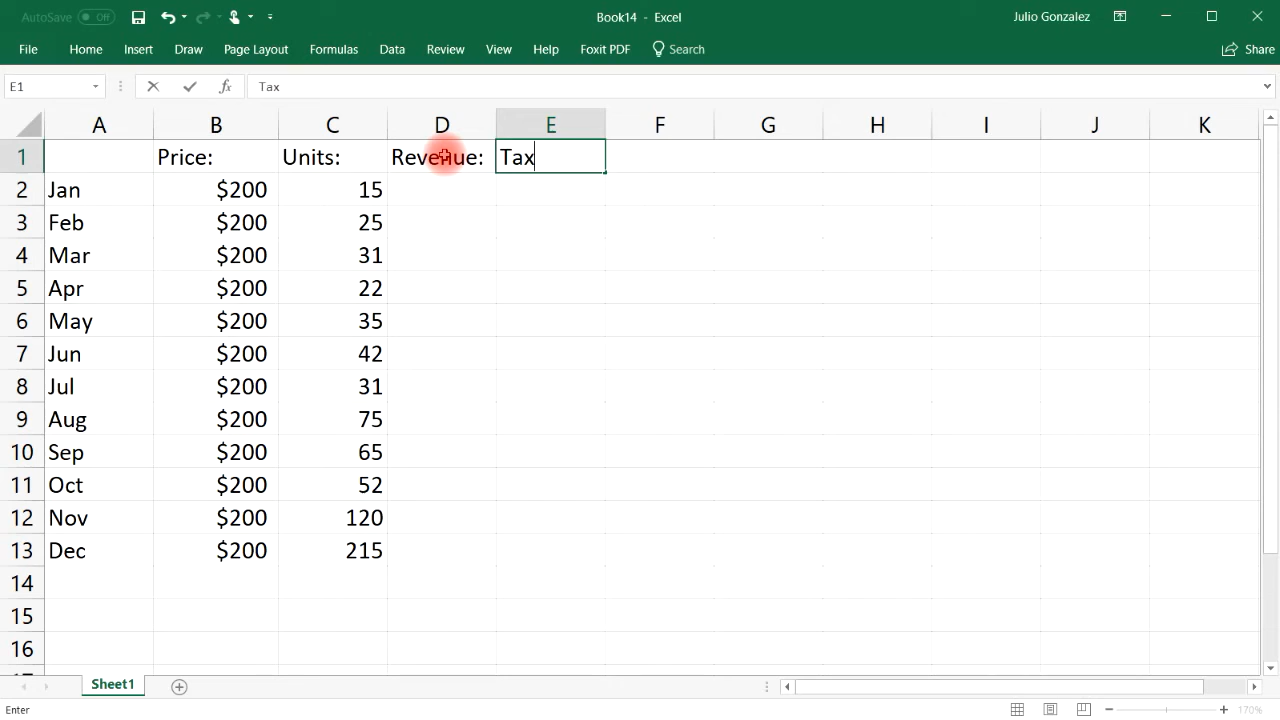 AutoSave Off
Book14 - Excel
Julio Gonzalez
File Home Insert Draw Page Layout Formulas Data Review View Help Foxit PDF Search Share
E1 fx Tax
A B C D E F G H I J K
1 Price: Units: Revenue: Tax
2 Jan $200 15
3 Feb $200 25
4 Mar $200 31
5 Apr $200 22
6 May $200 35
7 Jun $200 42
8 Jul $200 31
9 Aug $200 75
10 Sep $200 65
11 Oct $200 52
12 Nov $200 120
13 Dec $200 215
14
15
16
Sheet1
Enter 170%